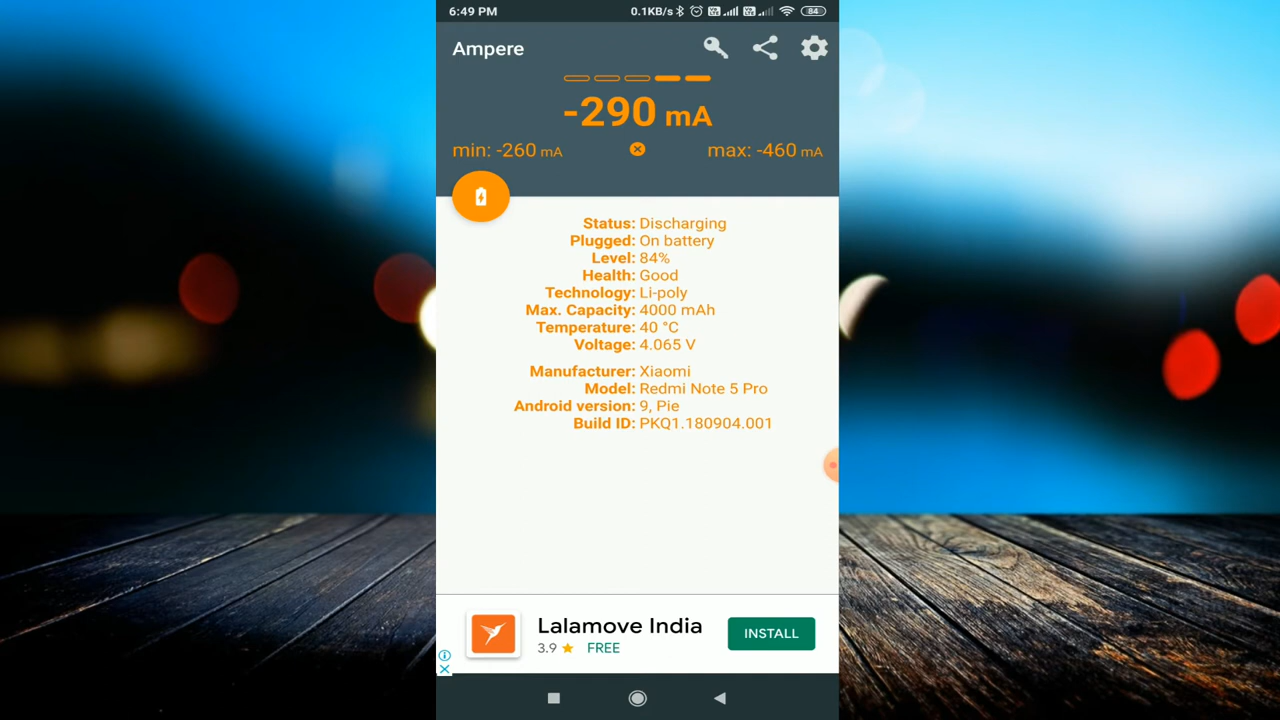 6:49 PM 0.1KB/s 84
Ampere
-290 mA
min: -260 mA max: -460 mA
Status: Discharging
Plugged: On battery
Level: 84%
Health: Good
Technology: Li-poly
Max. Capacity: 4000 mAh
Temperature: 40 °C
Voltage: 4.065 V
Manufacturer: Xiaomi
Model: Redmi Note 5 Pro
Android version: 9, Pie
Build ID: PKQ1.180904.001
Lalamove India
3.9 ★ FREE
INSTALL